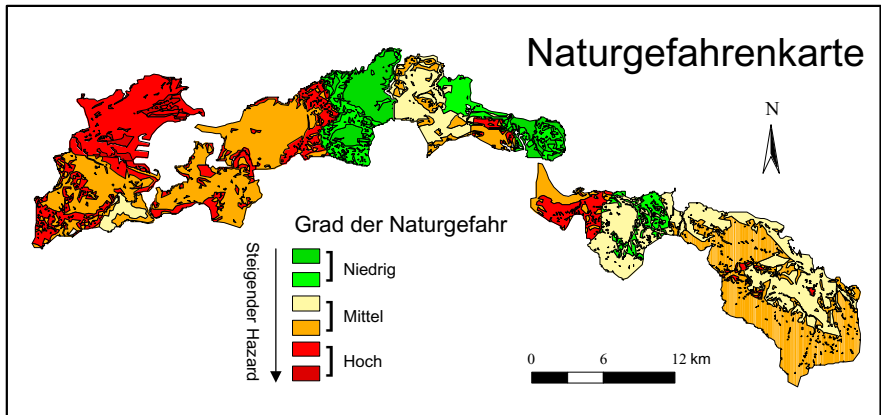 Naturgefahrenkarte
N
Grad der Naturgefahr
Steigender Hazard
Niedrig
Mittel
Hoch
0 6 12 km